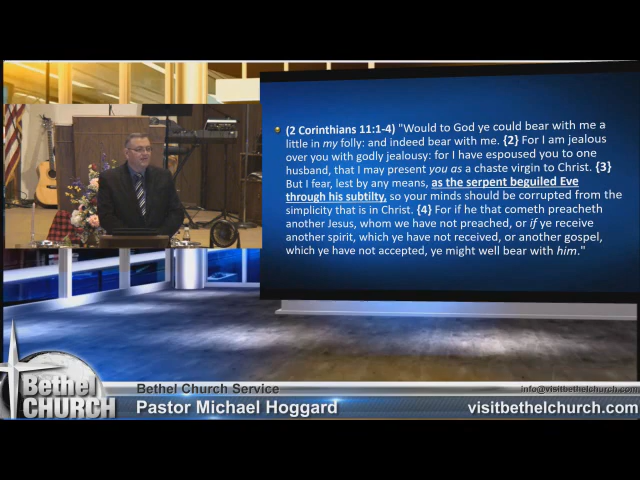 (2 Corinthians 11:1-4) "Would to God ye could bear with me a
little in my folly: and indeed bear with me. {2} For I am jealous
over you with godly jealousy: for I have espoused you to one
husband, that I may present you as a chaste virgin to Christ. {3}
But I fear, lest by any means, as the serpent beguiled Eve
through his subtilty, so your minds should be corrupted from the
simplicity that is in Christ. {4} For if he that cometh preacheth
another Jesus, whom we have not preached, or if ye receive
another spirit, which ye have not received, or another gospel,
which ye have not accepted, ye might well bear with him."
Bethel
CHURCH
Bethel Church Service
info@visitbethelchurch.com
Pastor Michael Hoggard
visitbethelchurch.com